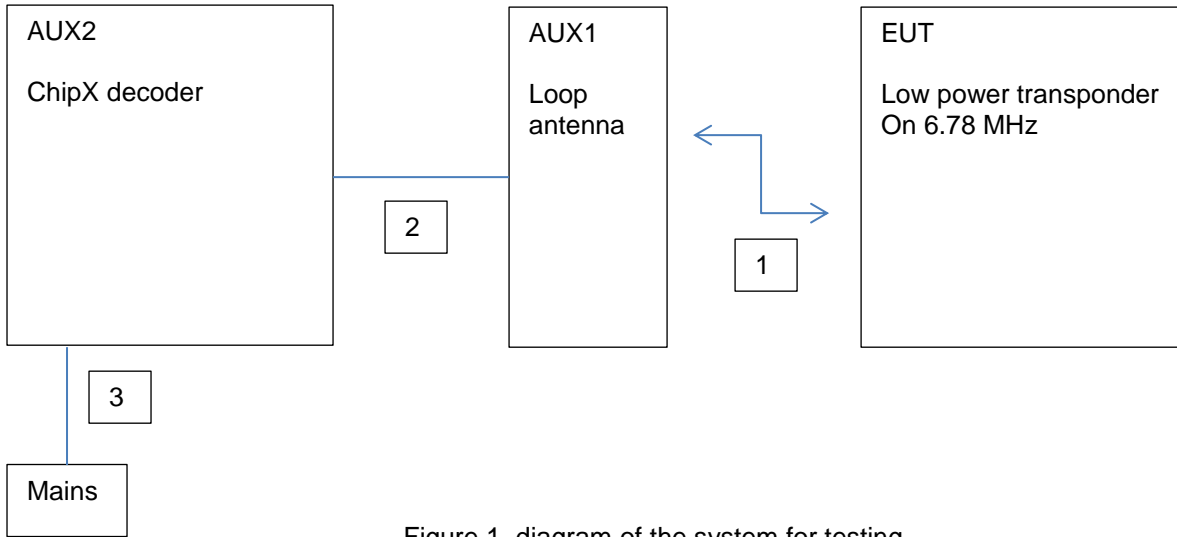 AUX2
ChipX decoder
AUX1
Loop
antenna
EUT
Low power transponder
On 6.78 MHz
2
1
3
Mains
Figure 1 diagram of the system for testing